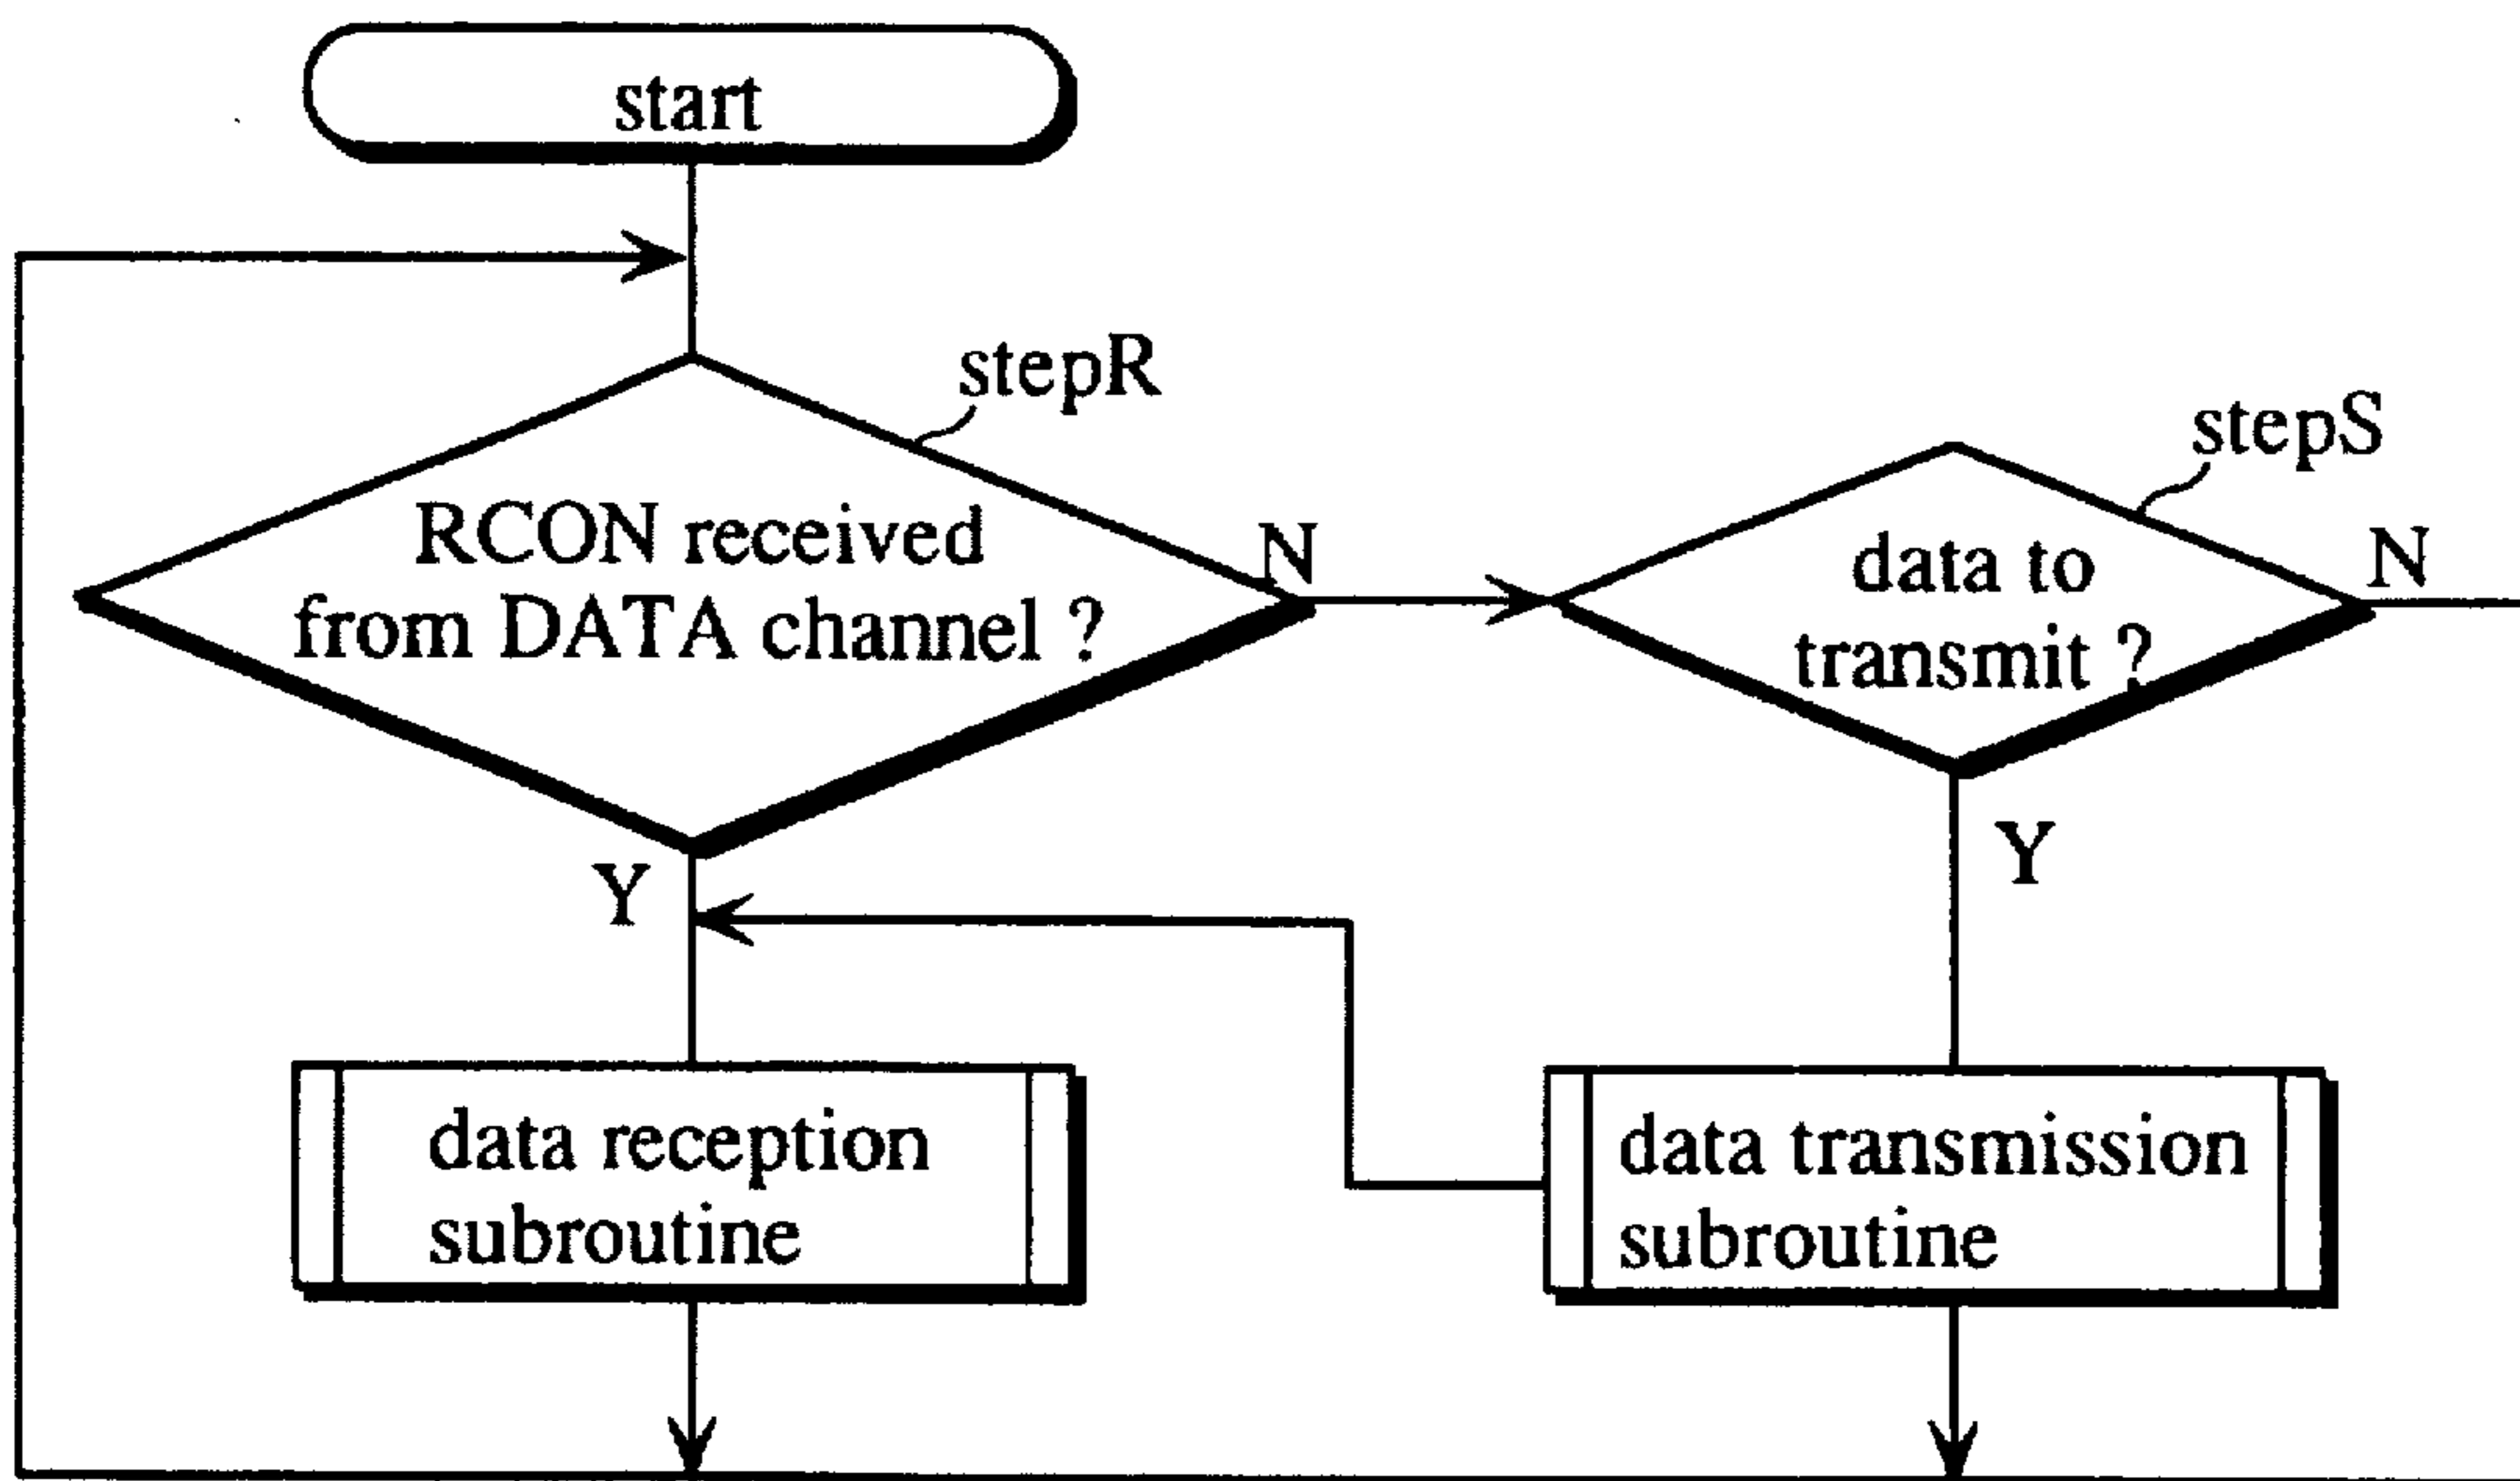 start
stepR
RCON received
from DATA channel ?
N
stepS
data to
transmit ?
N
Y
Y
data reception
subroutine
data transmission
subroutine